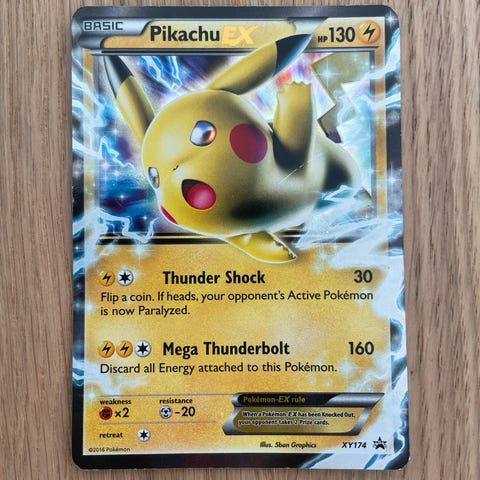 BASIC
Pikachu EX HP 130
Thunder Shock 30
Flip a coin. If heads, your opponent's Active Pokémon
is now Paralyzed.
Mega Thunderbolt 160
Discard all Energy attached to this Pokémon.
weakness resistance
×2 -20
retreat
Pokémon-EX rule
When a Pokémon-EX has been Knocked Out,
your opponent takes 2 Prize cards.
©2016 Pokémon Illus. 5ban Graphics XY174